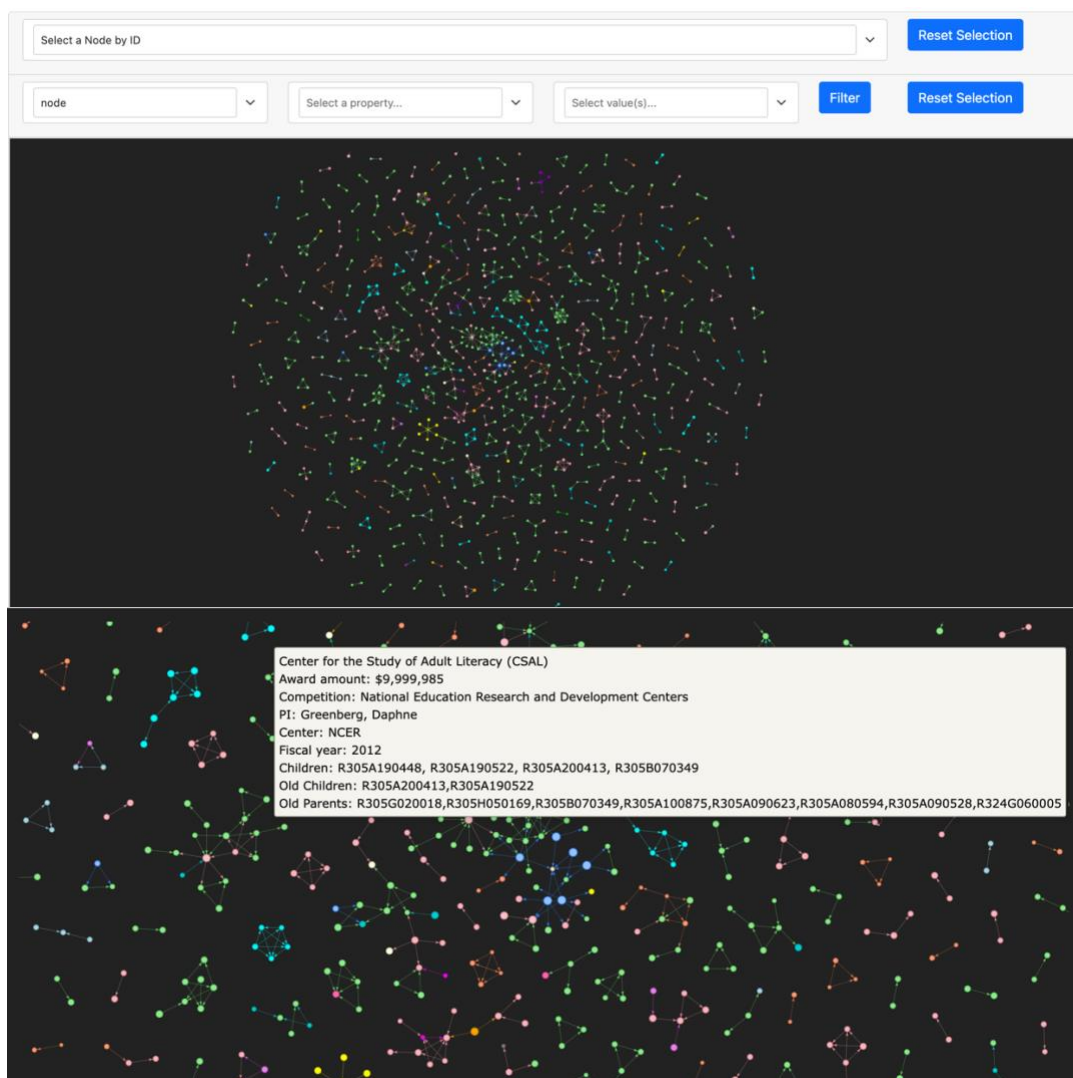 Select a Node by ID
Reset Selection
node
Select a property...
Select value(s)...
Filter
Reset Selection
Center for the Study of Adult Literacy (CSAL)
Award amount: $9,999,985
Competition: National Education Research and Development Centers
PI: Greenberg, Daphne
Center: NCER
Fiscal year: 2012
Children: R305A190448, R305A190522, R305A200413, R305B070349
Old Children: R305A200413,R305A190522
Old Parents: R305G020018,R305H050169,R305B070349,R305A100875,R305A090623,R305A080594,R305A090528,R324G060005